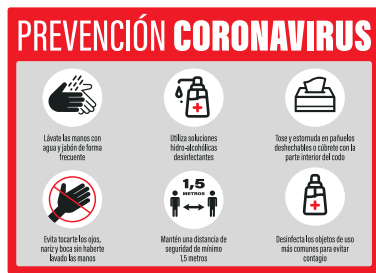 PREVENCIÓN CORONAVIRUS
Lávate las manos con
agua y jabón de forma
frecuente
Utiliza soluciones
hidro-alcohólicas
desinfectantes
Tose y estornuda en pañuelos
deshechables o cúbrete con la
parte interior del codo
Evita tocarte los ojos,
nariz y boca sin haberte
lavado las manos
1,5
METROS
Mantén una distancia de
seguridad de mínimo
1,5 metros
Desinfecta los objetos de uso
más comunes para evitar
contagio